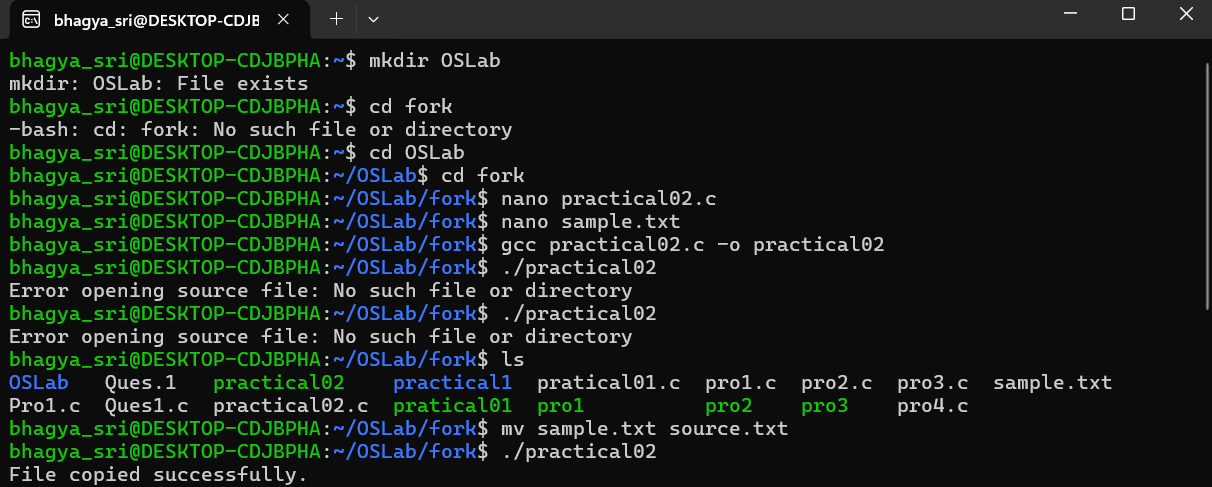 bhagya_sri@DESKTOP-CDJBP
bhagya_sri@DESKTOP-CDJBPHA:~$ mkdir OSLab
mkdir: OSLab: File exists
bhagya_sri@DESKTOP-CDJBPHA:~$ cd fork
-bash: cd: fork: No such file or directory
bhagya_sri@DESKTOP-CDJBPHA:~$ cd OSLab
bhagya_sri@DESKTOP-CDJBPHA:~/OSLab$ cd fork
bhagya_sri@DESKTOP-CDJBPHA:~/OSLab/fork$ nano practical02.c
bhagya_sri@DESKTOP-CDJBPHA:~/OSLab/fork$ nano sample.txt
bhagya_sri@DESKTOP-CDJBPHA:~/OSLab/fork$ gcc practical02.c -o practical02
bhagya_sri@DESKTOP-CDJBPHA:~/OSLab/fork$ ./practical02
Error opening source file: No such file or directory
bhagya_sri@DESKTOP-CDJBPHA:~/OSLab/fork$ ./practical02
Error opening source file: No such file or directory
bhagya_sri@DESKTOP-CDJBPHA:~/OSLab/fork$ ls
OSLab   Ques.1   practical02    practical1  pratical01.c  pro1.c  pro2.c  pro3.c  sample.txt
Pro1.c  Ques1.c  practical02.c  pratical01  pro1          pro2    pro3    pro4.c
bhagya_sri@DESKTOP-CDJBPHA:~/OSLab/fork$ mv sample.txt source.txt
bhagya_sri@DESKTOP-CDJBPHA:~/OSLab/fork$ ./practical02
File copied successfully.